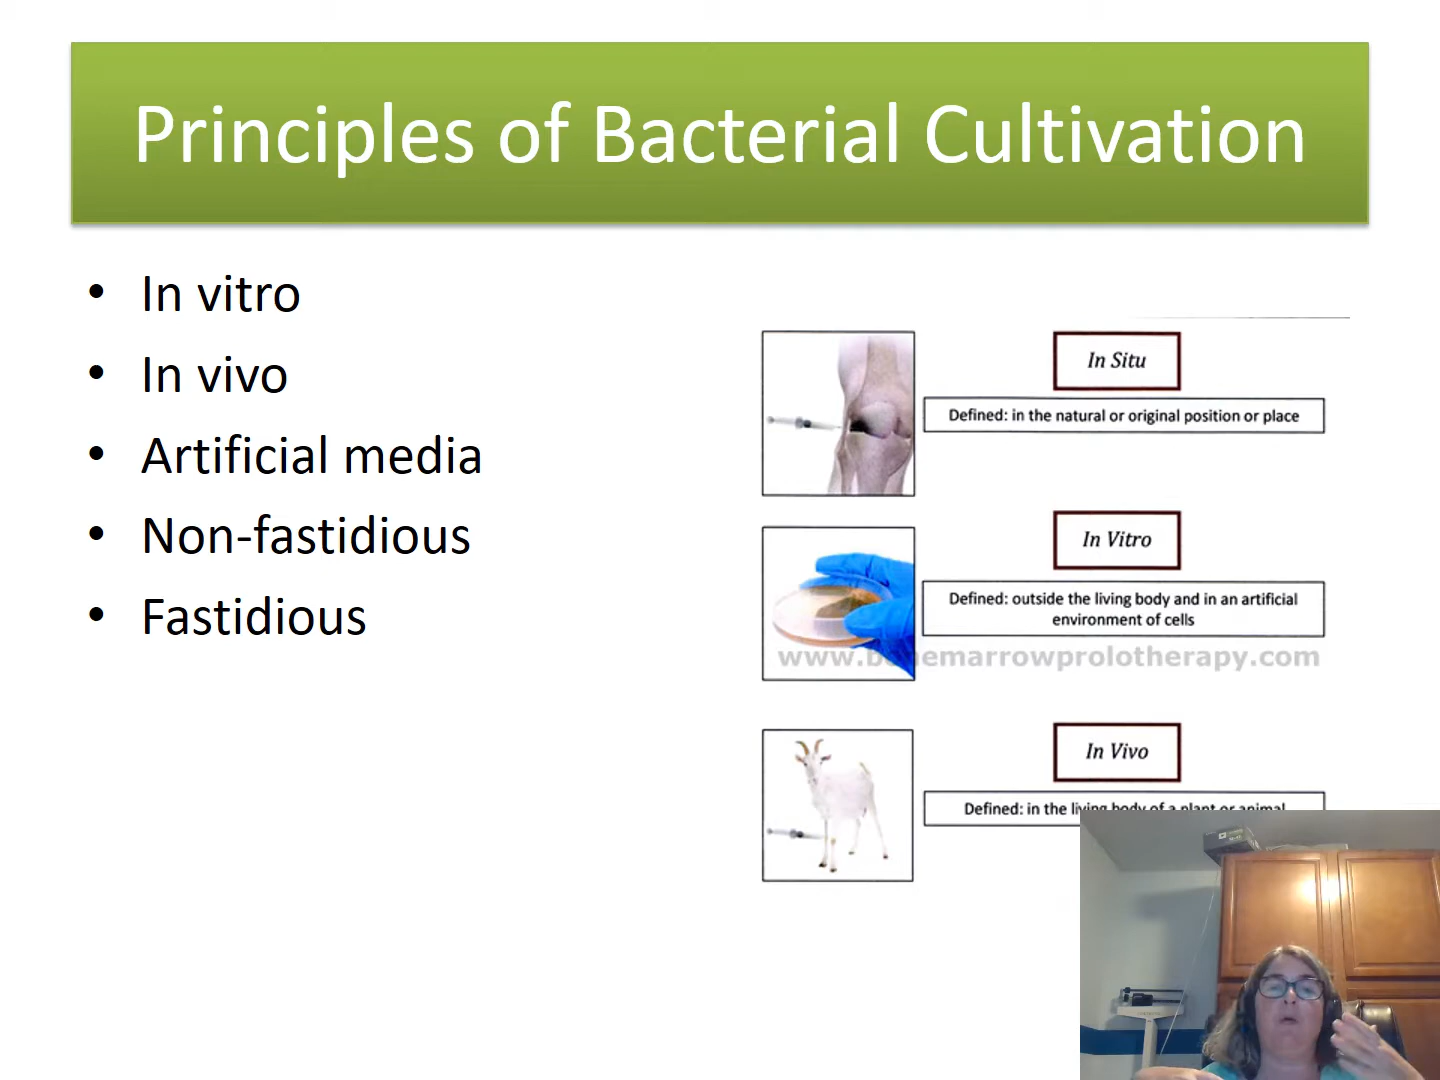 Principles of Bacterial Cultivation
• In vitro
• In vivo
• Artificial media
• Non-fastidious
• Fastidious
In Situ
Defined: in the natural or original position or place
In Vitro
Defined: outside the living body and in an artificial
environment of cells
www.bonemarrowprolotherapy.com
In Vivo
Defined: in the living body of a plant or animal